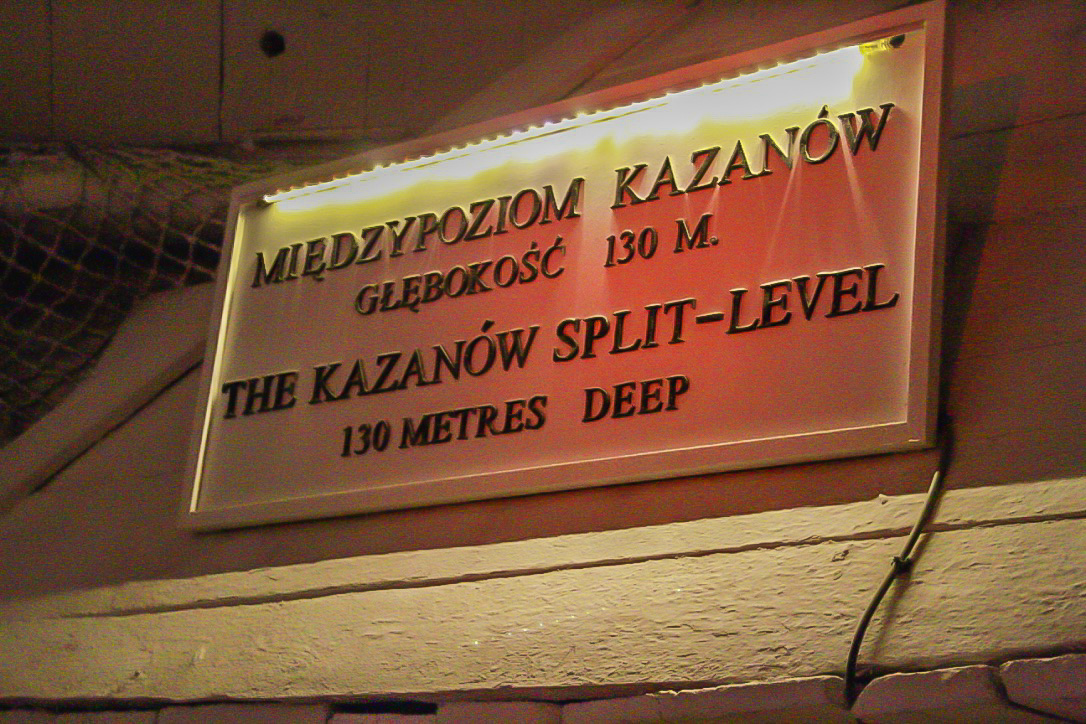 MIĘDZYPOZIOM KAZANÓW
GŁĘBOKOŚĆ 130 M.
THE KAZANÓW SPLIT-LEVEL
130 METRES DEEP